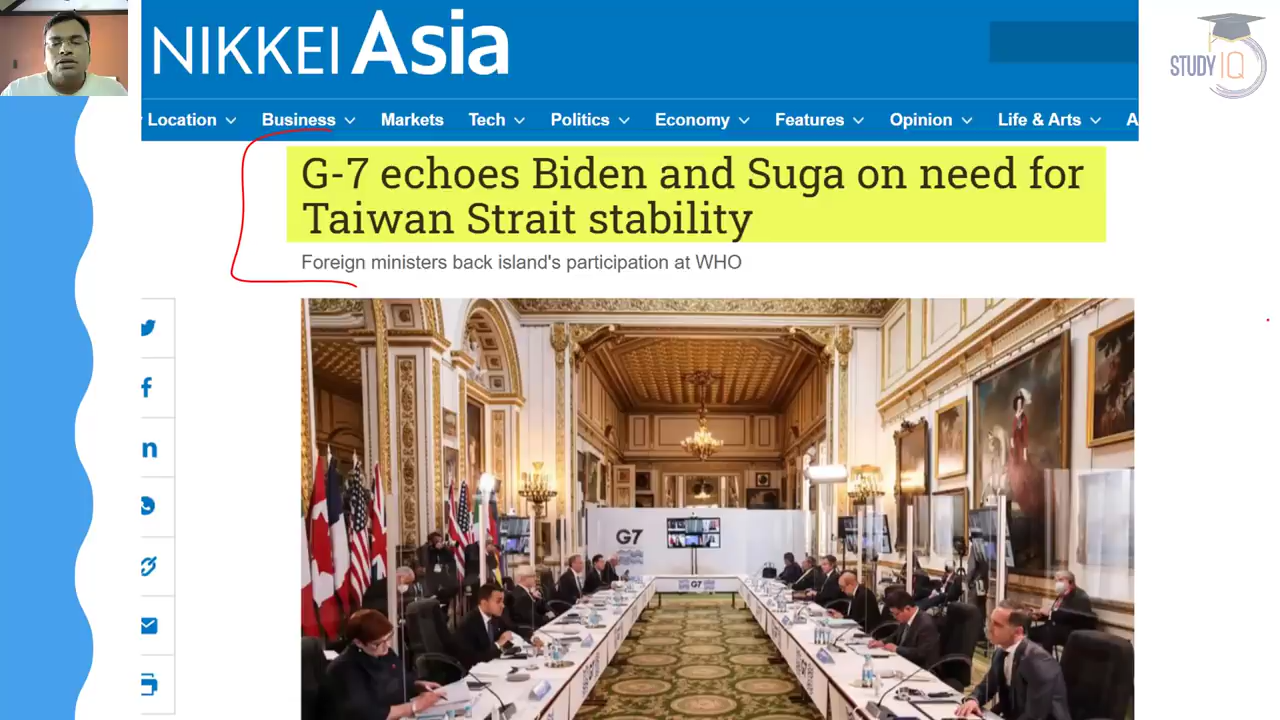 NIKKEI Asia
STUDY IQ
Location Business Markets Tech Politics Economy Features Opinion Life & Arts A
G-7 echoes Biden and Suga on need for
Taiwan Strait stability
Foreign ministers back island's participation at WHO
G7
G7